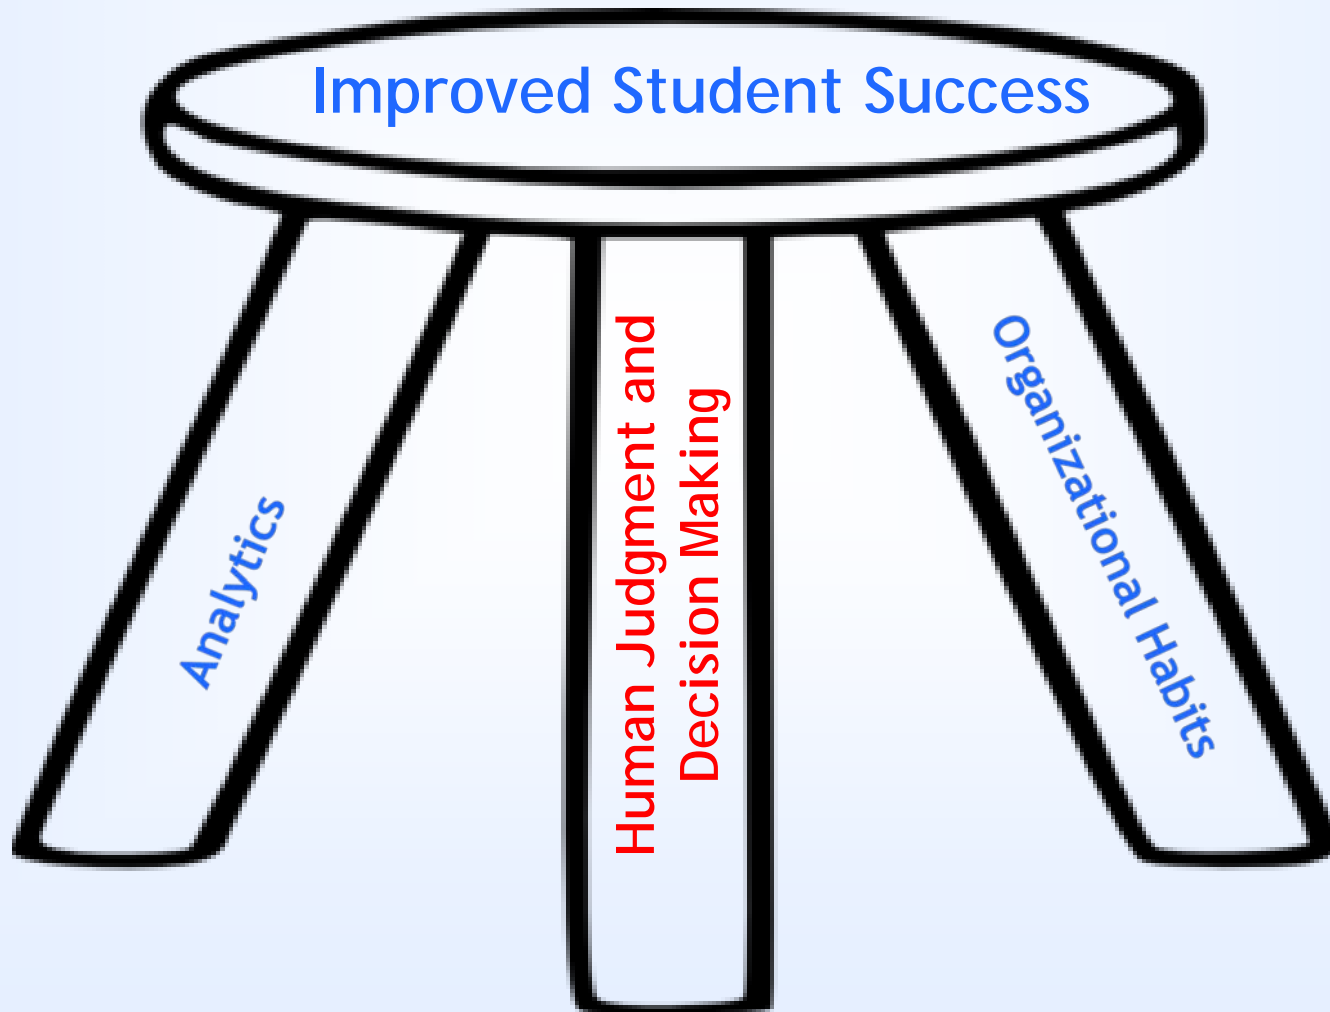 Improved Student Success
Analytics
Human Judgment and
Decision Making
Organizational Habits